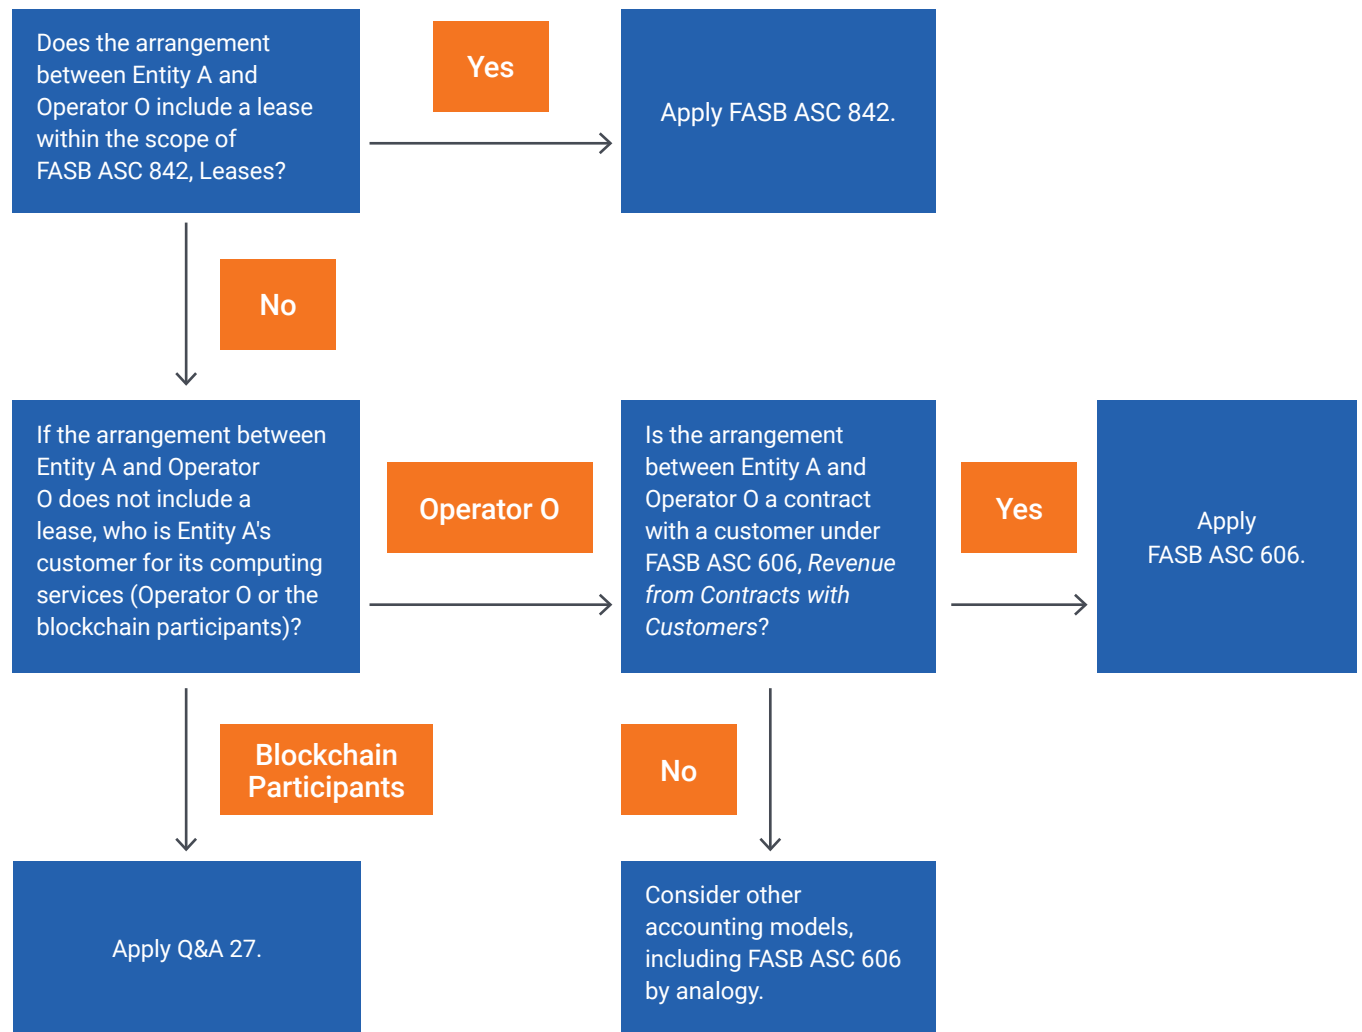 Does the arrangement
between Entity A and
Operator O include a lease
within the scope of
FASB ASC 842, Leases?
Yes
Apply FASB ASC 842.
No
If the arrangement between
Entity A and Operator
O does not include a
lease, who is Entity A's
customer for its computing
services (Operator O or the
blockchain participants)?
Operator O
Is the arrangement
between Entity A and
Operator O a contract
with a customer under
FASB ASC 606, Revenue
from Contracts with
Customers?
Yes
Apply
FASB ASC 606.
Blockchain
Participants
No
Apply Q&A 27.
Consider other
accounting models,
including FASB ASC 606
by analogy.